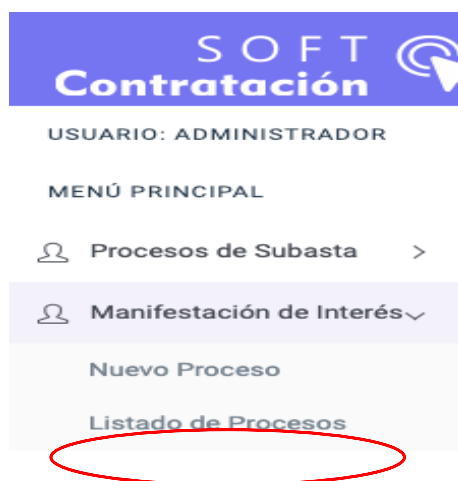 SOFT
Contratación
USUARIO: ADMINISTRADOR
MENÚ PRINCIPAL
Procesos de Subasta >
Manifestación de Interés
Nuevo Proceso
Listado de Procesos